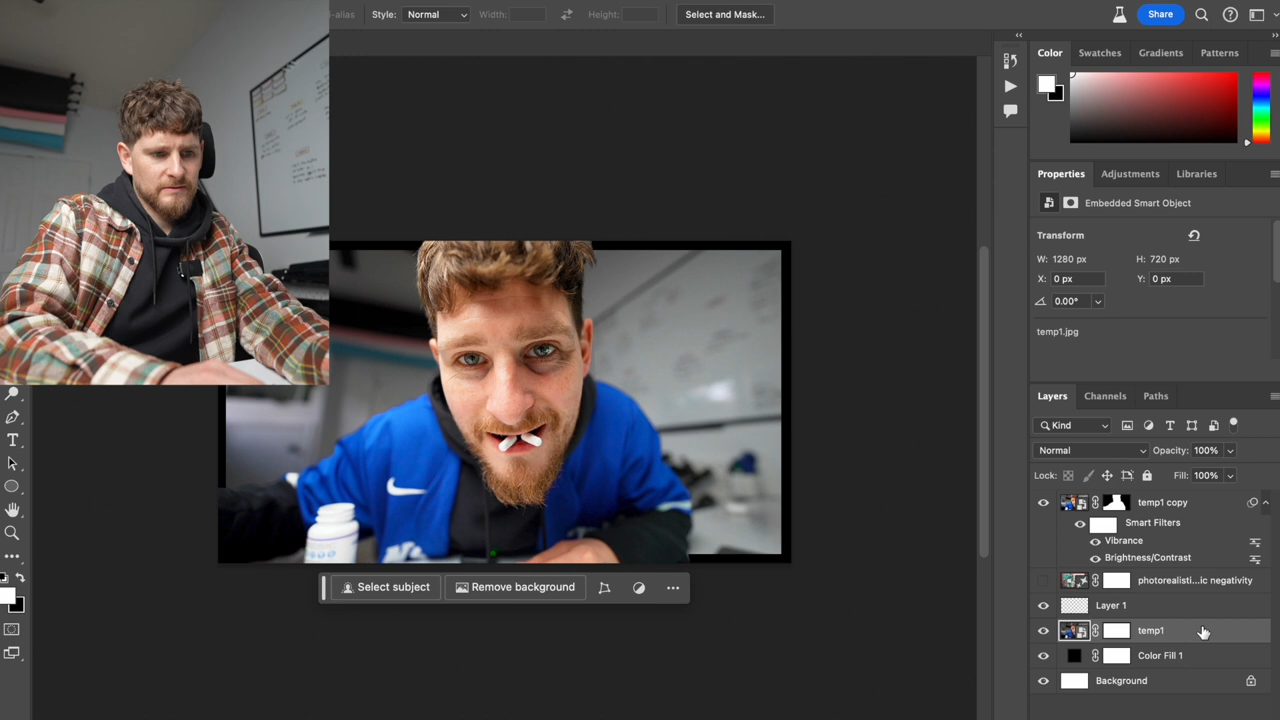 -alias
Style: Normal
Width:
Height:
Select and Mask...
Share
Color
Swatches
Gradients
Patterns
Properties
Adjustments
Libraries
Embedded Smart Object
Transform
W: 1280 px
H: 720 px
X: 0 px
Y: 0 px
0.00°
temp1.jpg
Layers
Channels
Paths
Kind
Normal
Opacity: 100%
Lock:
Fill: 100%
temp1 copy
Smart Filters
Vibrance
Brightness/Contrast
photorealisti...ic negativity
Layer 1
temp1
Color Fill 1
Background
Select subject
Remove background